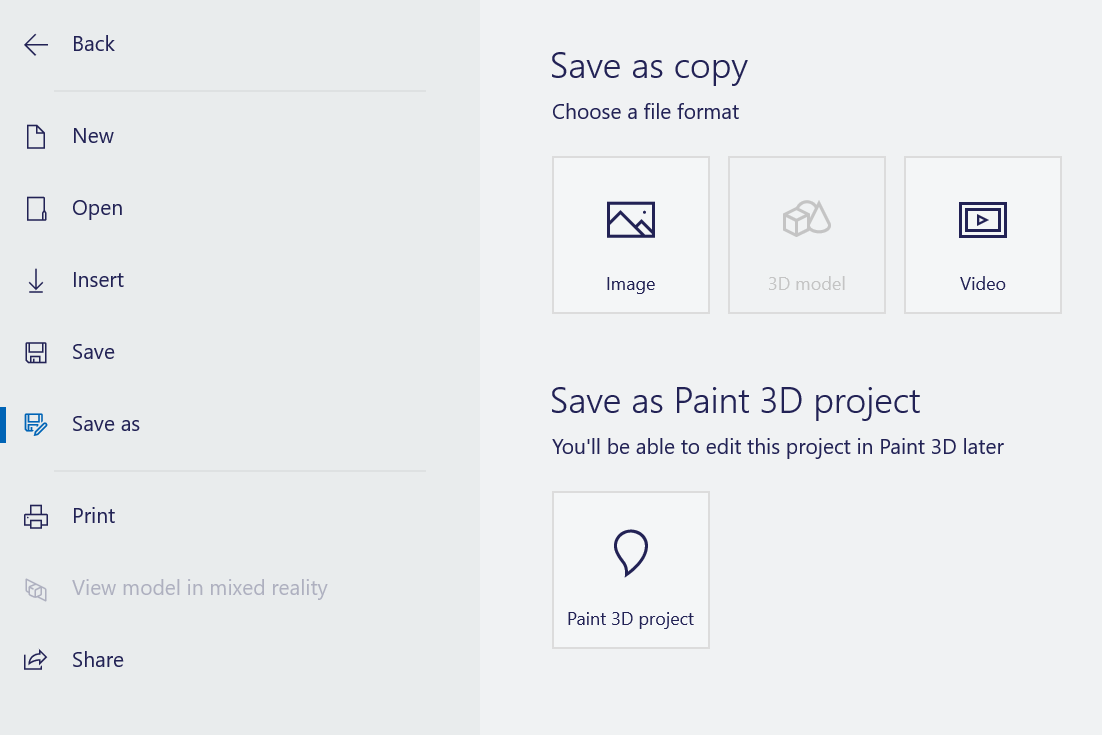 Back
New
Open
Insert
Save
Save as
Print
View model in mixed reality
Share
Save as copy
Choose a file format
Image
3D model
Video
Save as Paint 3D project
You'll be able to edit this project in Paint 3D later
Paint 3D project